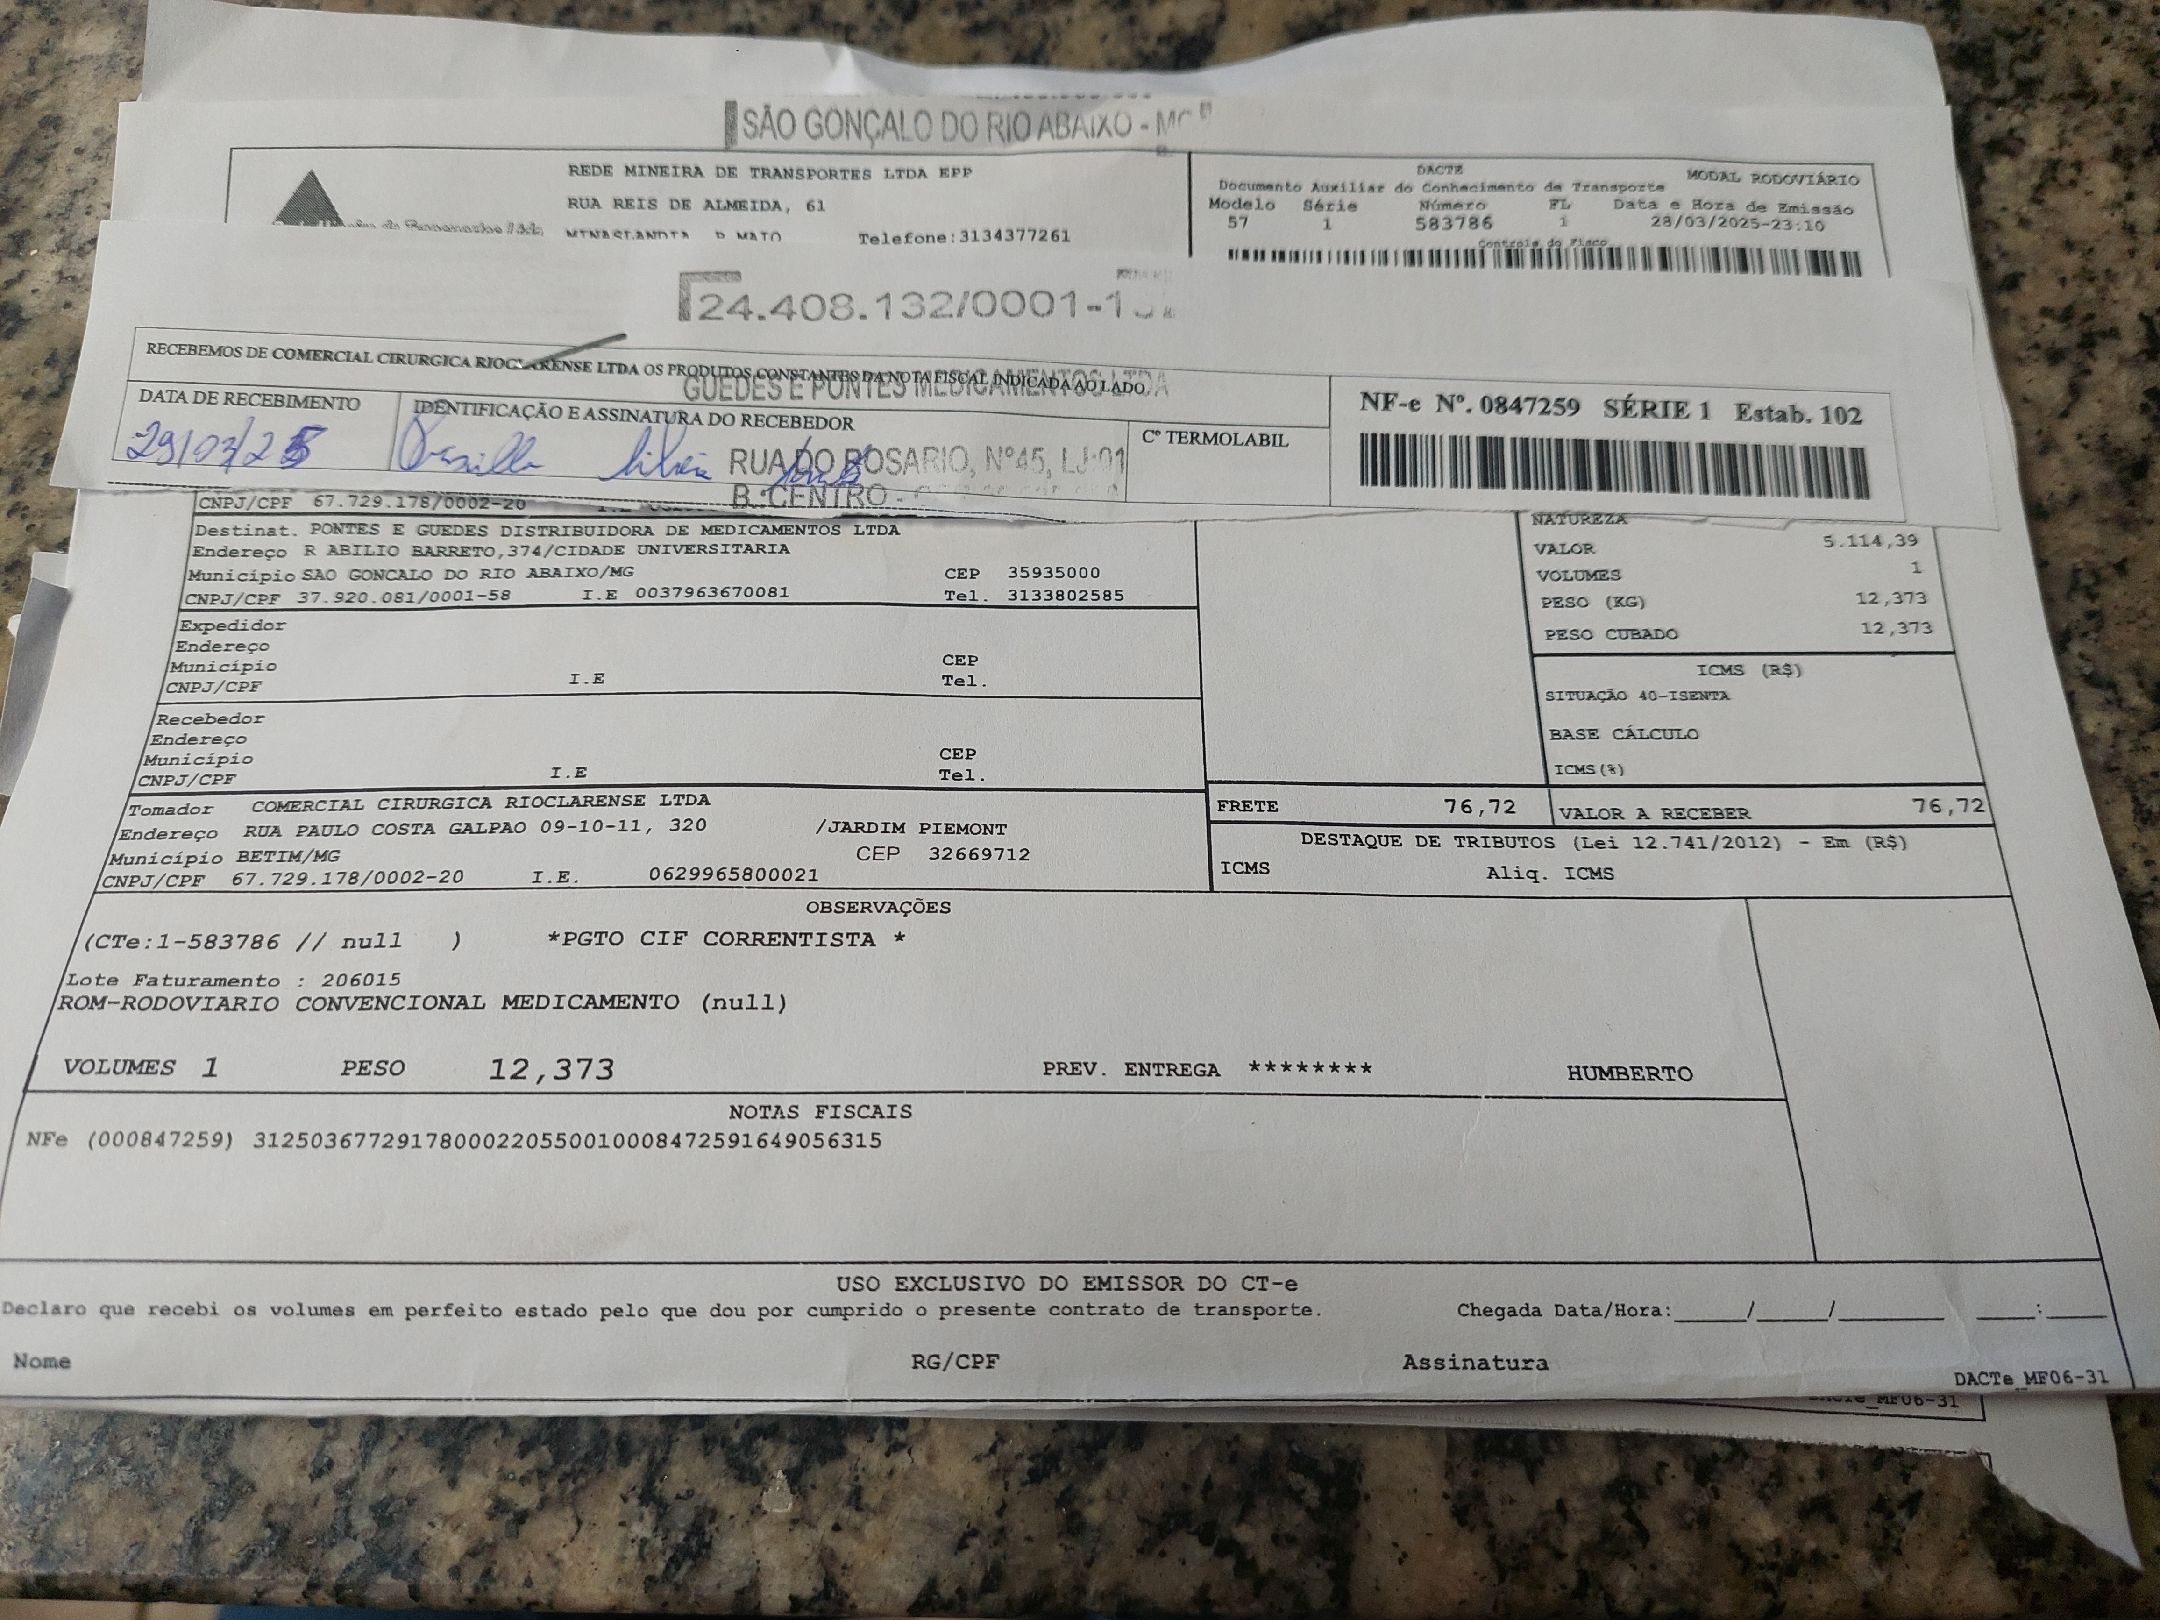 SÃO GONÇALO DO RIO ABAIXO - MG
REDE MINEIRA DE TRANSPORTES LTDA EPP
RUA REIS DE ALMEIDA, 61
Telefone:3134377261
DACTE
MODAL RODOVIÁRIO
Documento Auxiliar do Conhecimento de Transporte
Modelo Série Número FL Data e Hora de Emissão
57 1 583786 1 28/03/2025-23:10
Controle do Fisco
24.408.132/0001-1
RECEBEMOS DE COMERCIAL CIRURGICA RIOCLARENSE LTDA OS PRODUTOS CONSTANTES DA NOTA FISCAL INDICADA AO LADO
GUEDES E PONTES MEDICAMENTOS LTDA
DATA DE RECEBIMENTO
IDENTIFICAÇÃO E ASSINATURA DO RECEBEDOR
Cº TERMOLABIL
NF-e Nº. 0847259 SÉRIE 1 Estab. 102
29/03/25
RUA DO ROSARIO, Nº45, LJ:01
B.:CENTRO -
CNPJ/CPF 67.729.178/0002-20
Destinat. PONTES E GUEDES DISTRIBUIDORA DE MEDICAMENTOS LTDA
Endereço R ABILIO BARRETO,374/CIDADE UNIVERSITARIA
Município SAO GONCALO DO RIO ABAIXO/MG CEP 35935000
CNPJ/CPF 37.920.081/0001-58 I.E 0037963670081 Tel. 3133802585
NATUREZA
VALOR 5.114,39
VOLUMES 1
PESO (KG) 12,373
PESO CUBADO 12,373
Expedidor
Endereço
Município CEP
CNPJ/CPF I.E Tel.
ICMS (R$)
SITUAÇÃO 40-ISENTA
BASE CÁLCULO
ICMS(%)
Recebedor
Endereço
Município CEP
CNPJ/CPF I.E Tel.
Tomador COMERCIAL CIRURGICA RIOCLARENSE LTDA
Endereço RUA PAULO COSTA GALPAO 09-10-11, 320 /JARDIM PIEMONT
Município BETIM/MG CEP 32669712
CNPJ/CPF 67.729.178/0002-20 I.E. 0629965800021
FRETE 76,72 VALOR A RECEBER 76,72
DESTAQUE DE TRIBUTOS (Lei 12.741/2012) - Em (R$)
ICMS Aliq. ICMS
OBSERVAÇÕES
(CTe:1-583786 // null ) *PGTO CIF CORRENTISTA *
Lote Faturamento : 206015
ROM-RODOVIARIO CONVENCIONAL MEDICAMENTO (null)
VOLUMES 1 PESO 12,373 PREV. ENTREGA ******** HUMBERTO
NOTAS FISCAIS
NFe (000847259) 31250367729178000220550010008472591649056315
USO EXCLUSIVO DO EMISSOR DO CT-e
Declaro que recebi os volumes em perfeito estado pelo que dou por cumprido o presente contrato de transporte. Chegada Data/Hora:_____/_____/_______ ____:____
Nome RG/CPF Assinatura
DACTe_MF06-31
DACTe_MF06-31